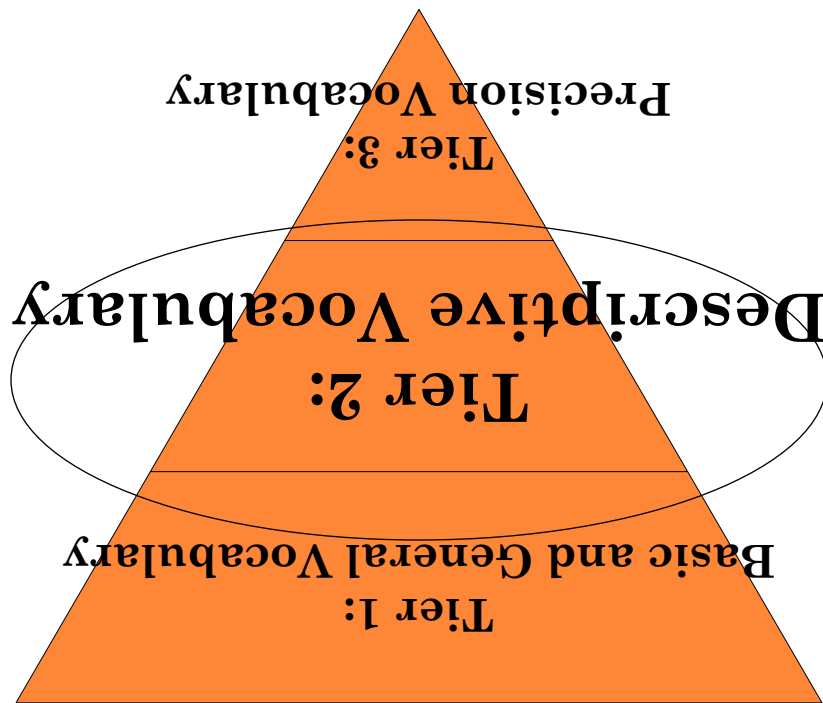 Tier 1:
Basic and General Vocabulary
Tier 2:
Descriptive Vocabulary
Tier 3:
Precision Vocabulary